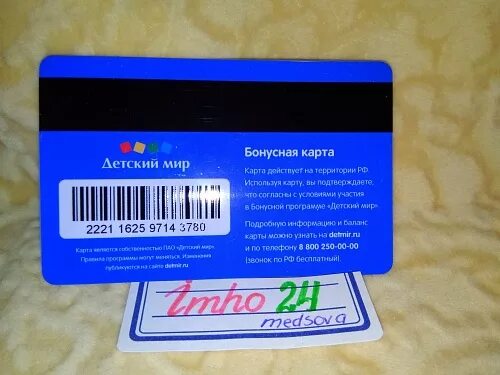 Детский мир
2221 1625 9714 3780
Карта является собственностью ПАО «Детский мир».
Правила программы могут меняться. Изменения
публикуются на сайте detmir.ru
Бонусная карта
Карта действует на территории РФ.
Используя карту, вы подтверждаете,
что согласны с условиями участия
в Бонусной программе «Детский мир».
Подробную информацию и баланс
карты можно узнать на detmir.ru
и по телефону 8 800 250-00-00
(звонок по РФ бесплатный).
Imho 24
medsova